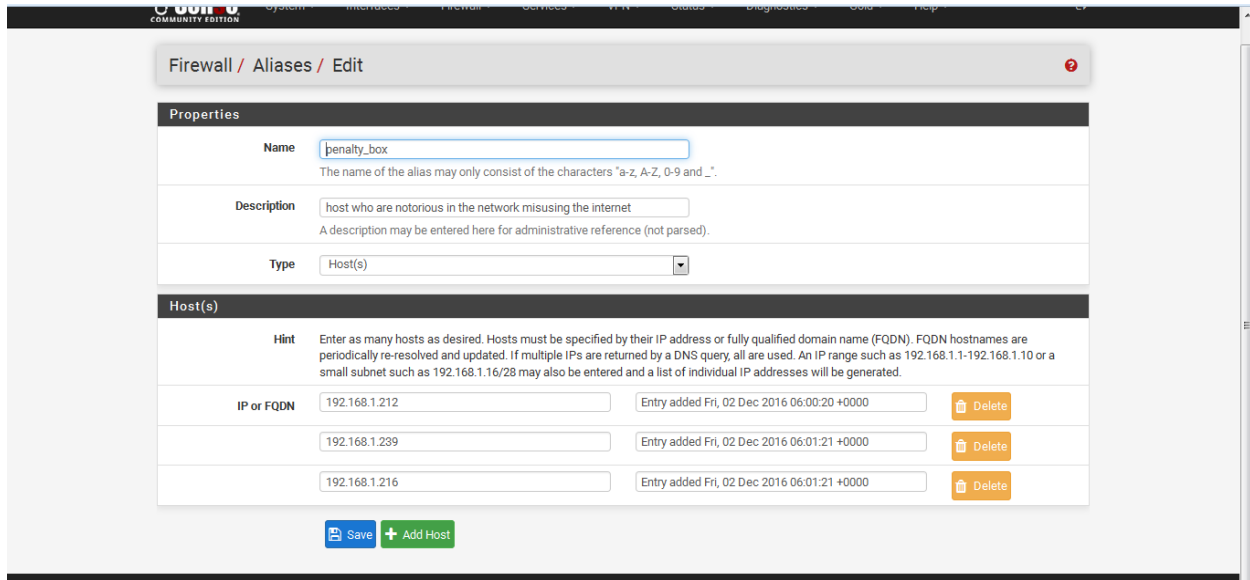 COMMUNITY EDITION System Interfaces Firewall Services VPN Status Diagnostics Gold Help
Firewall / Aliases / Edit
Properties
Name penalty_box
The name of the alias may only consist of the characters "a-z, A-Z, 0-9 and _".
Description host who are notorious in the network misusing the internet
A description may be entered here for administrative reference (not parsed).
Type Host(s)
Host(s)
Hint Enter as many hosts as desired. Hosts must be specified by their IP address or fully qualified domain name (FQDN). FQDN hostnames are
periodically re-resolved and updated. If multiple IPs are returned by a DNS query, all are used. An IP range such as 192.168.1.1-192.168.1.10 or a
small subnet such as 192.168.1.16/28 may also be entered and a list of individual IP addresses will be generated.
IP or FQDN 192.168.1.212 Entry added Fri, 02 Dec 2016 06:00:20 +0000 Delete
192.168.1.239 Entry added Fri, 02 Dec 2016 06:01:21 +0000 Delete
192.168.1.216 Entry added Fri, 02 Dec 2016 06:01:21 +0000 Delete
Save Add Host